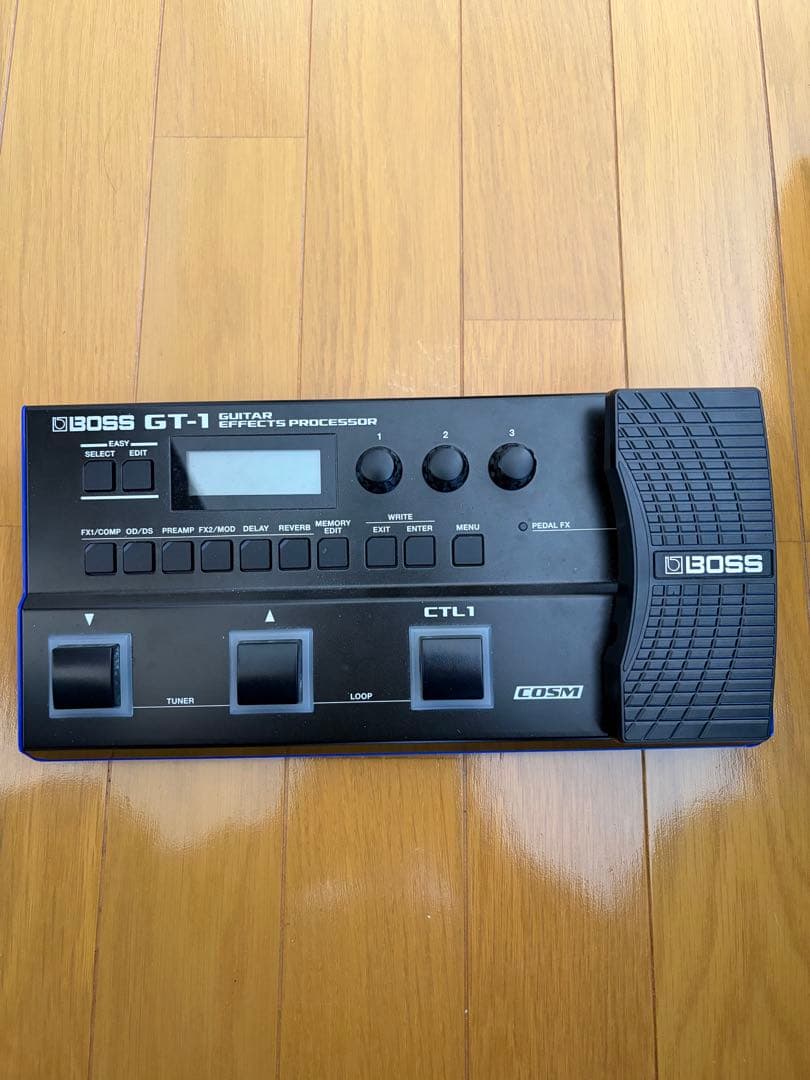 BOSS GT-1 GUITAR EFFECTS PROCESSOR
EASY
SELECT EDIT
1 2 3
FX1/COMP OD/DS PREAMP FX2/MOD DELAY REVERB MEMORY EDIT
WRITE
EXIT ENTER MENU
PEDAL FX
BOSS
▼ ▲ CTL1
TUNER LOOP
COSM